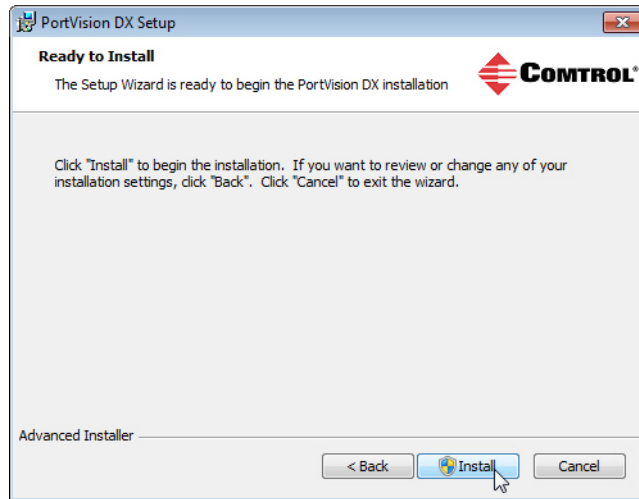 PortVision DX Setup
Ready to Install
The Setup Wizard is ready to begin the PortVision DX installation
COMTROL®
Click "Install" to begin the installation. If you want to review or change any of your
installation settings, click "Back". Click "Cancel" to exit the wizard.
Advanced Installer
< Back
Install
Cancel